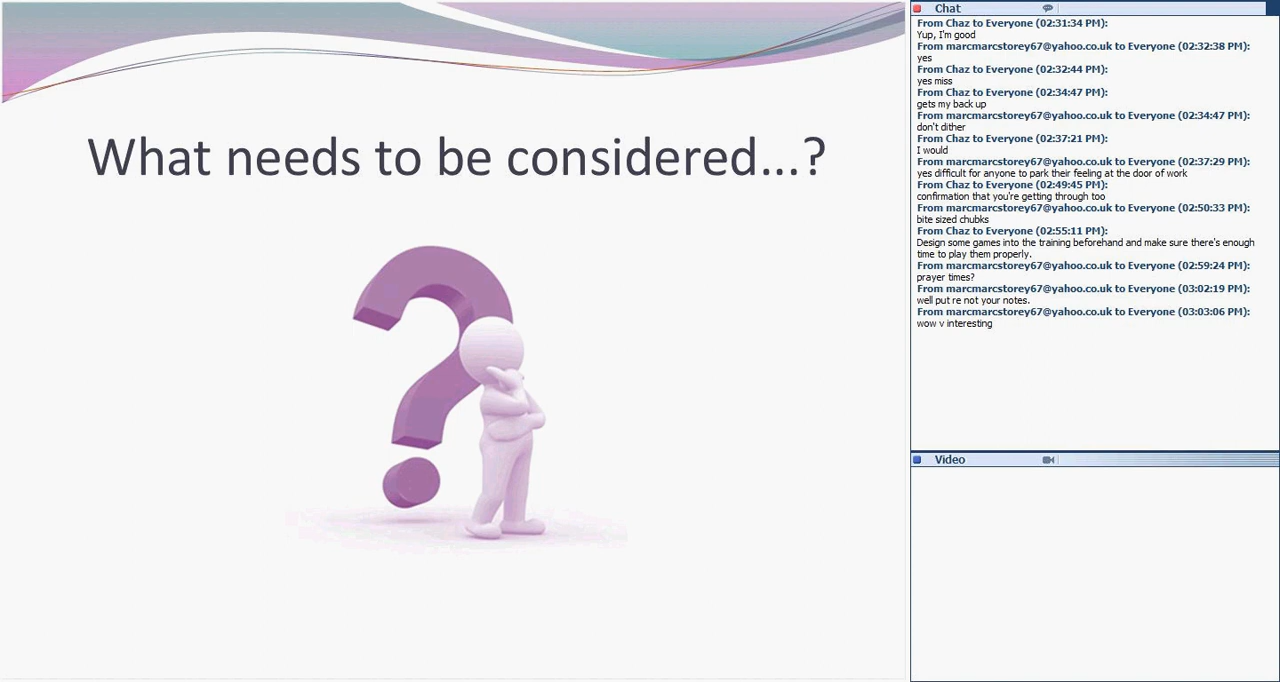 What needs to be considered...?
Chat
From Chaz to Everyone (02:31:34 PM):
Yup, I'm good
From marcmarcstorey67@yahoo.co.uk to Everyone (02:32:38 PM):
yes
From Chaz to Everyone (02:32:44 PM):
yes miss
From Chaz to Everyone (02:34:47 PM):
gets my back up
From marcmarcstorey67@yahoo.co.uk to Everyone (02:34:47 PM):
don't dither
From Chaz to Everyone (02:37:21 PM):
I would
From marcmarcstorey67@yahoo.co.uk to Everyone (02:37:29 PM):
yes difficult for anyone to park their feeling at the door of work
From Chaz to Everyone (02:49:45 PM):
confirmation that you're getting through too
From marcmarcstorey67@yahoo.co.uk to Everyone (02:50:33 PM):
bite sized chubks
From Chaz to Everyone (02:55:11 PM):
Design some games into the training beforehand and make sure there's enough
time to play them properly.
From marcmarcstorey67@yahoo.co.uk to Everyone (02:59:24 PM):
prayer times?
From marcmarcstorey67@yahoo.co.uk to Everyone (03:02:19 PM):
well put re not your notes.
From marcmarcstorey67@yahoo.co.uk to Everyone (03:03:06 PM):
wow v interesting
Video